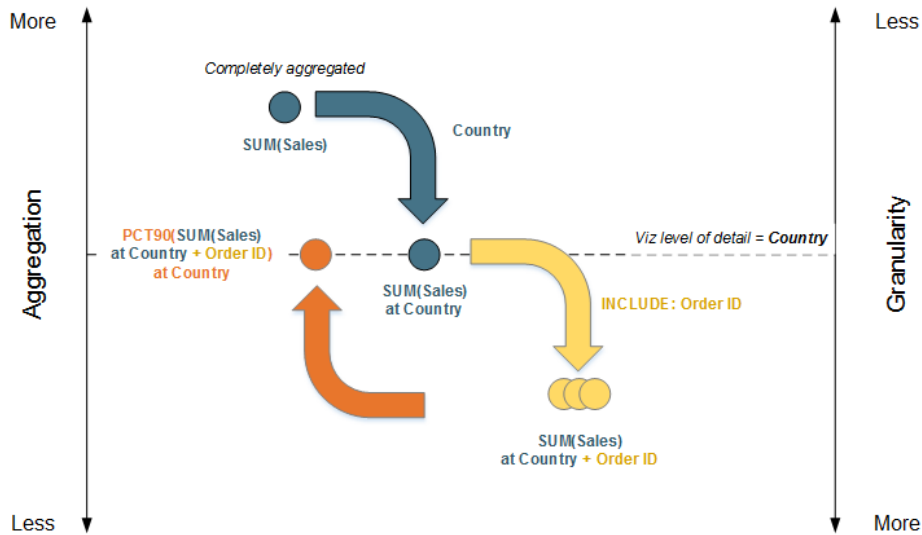 More
Less
Completely aggregated
SUM(Sales)
Country
Aggregation
PCT90(SUM(Sales)
at Country + Order ID)
at Country
Viz level of detail = Country
SUM(Sales)
at Country
INCLUDE: Order ID
Granularity
SUM(Sales)
at Country + Order ID
Less
More